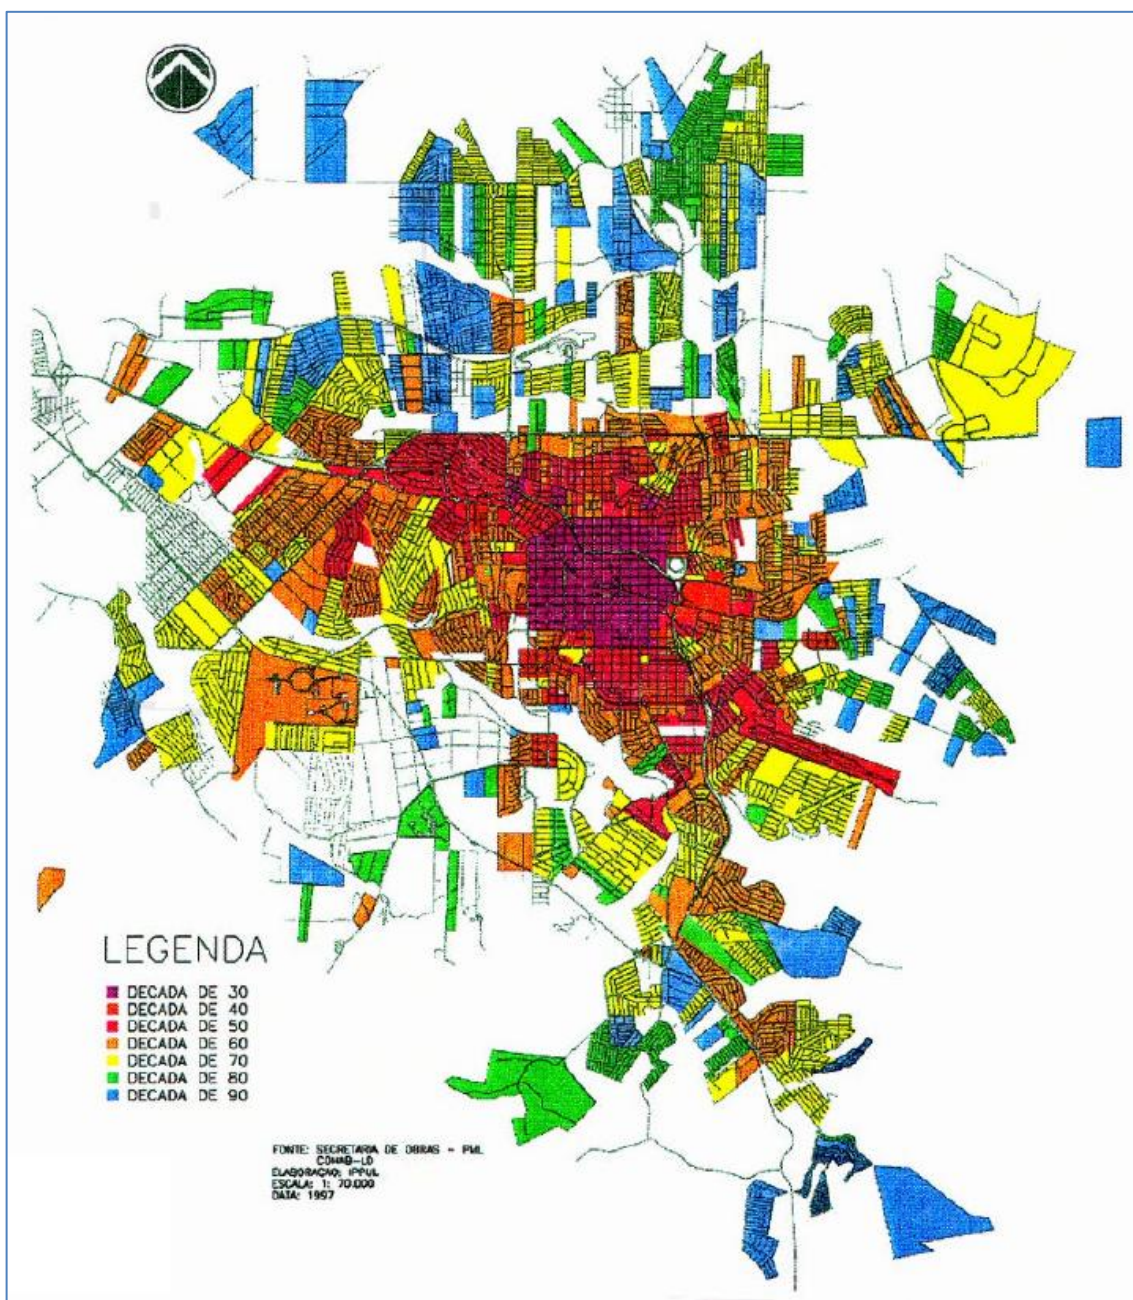 LEGENDA
DECADA DE 30
DECADA DE 40
DECADA DE 50
DECADA DE 60
DECADA DE 70
DECADA DE 80
DECADA DE 90
FONTE: SECRETARIA DE OBRAS - PML
COHAB-LD
ELABORAÇÃO: IPPUL
ESCALA: 1: 70.000
DATA: 1997